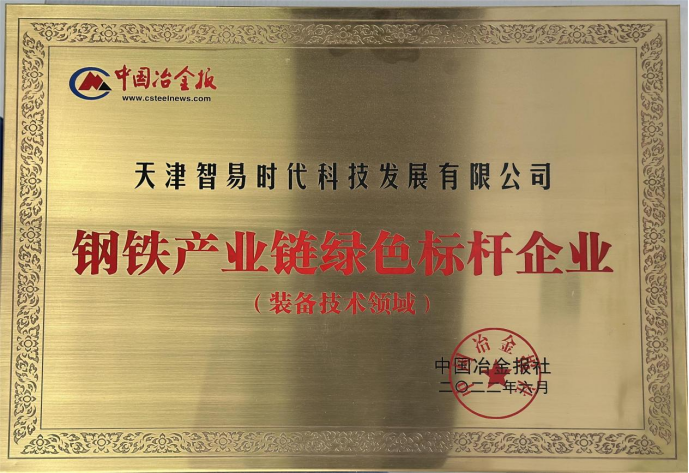 中国冶金报
www.csteelnews.com
天津智易时代科技发展有限公司
钢铁产业链绿色标杆企业
（装备技术领域）
中国冶金报社
二〇二二年六月